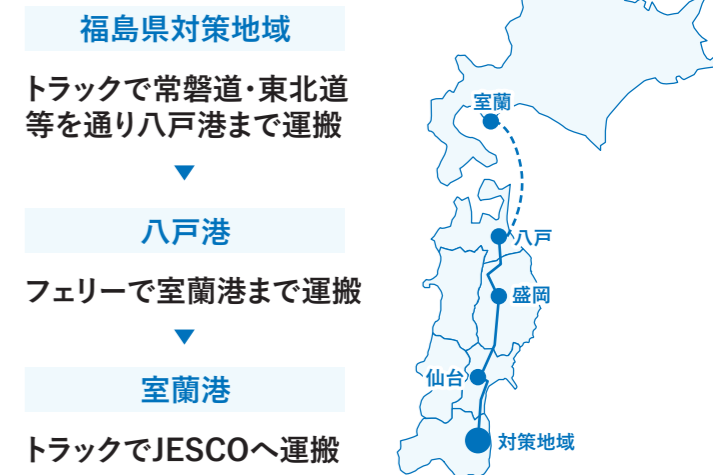 福島県対策地域
トラックで常磐道・東北道
等を通り八戸港まで運搬
▼
八戸港
フェリーで室蘭港まで運搬
▼
室蘭港
トラックでJESCOへ運搬
室蘭
八戸
盛岡
仙台
対策地域